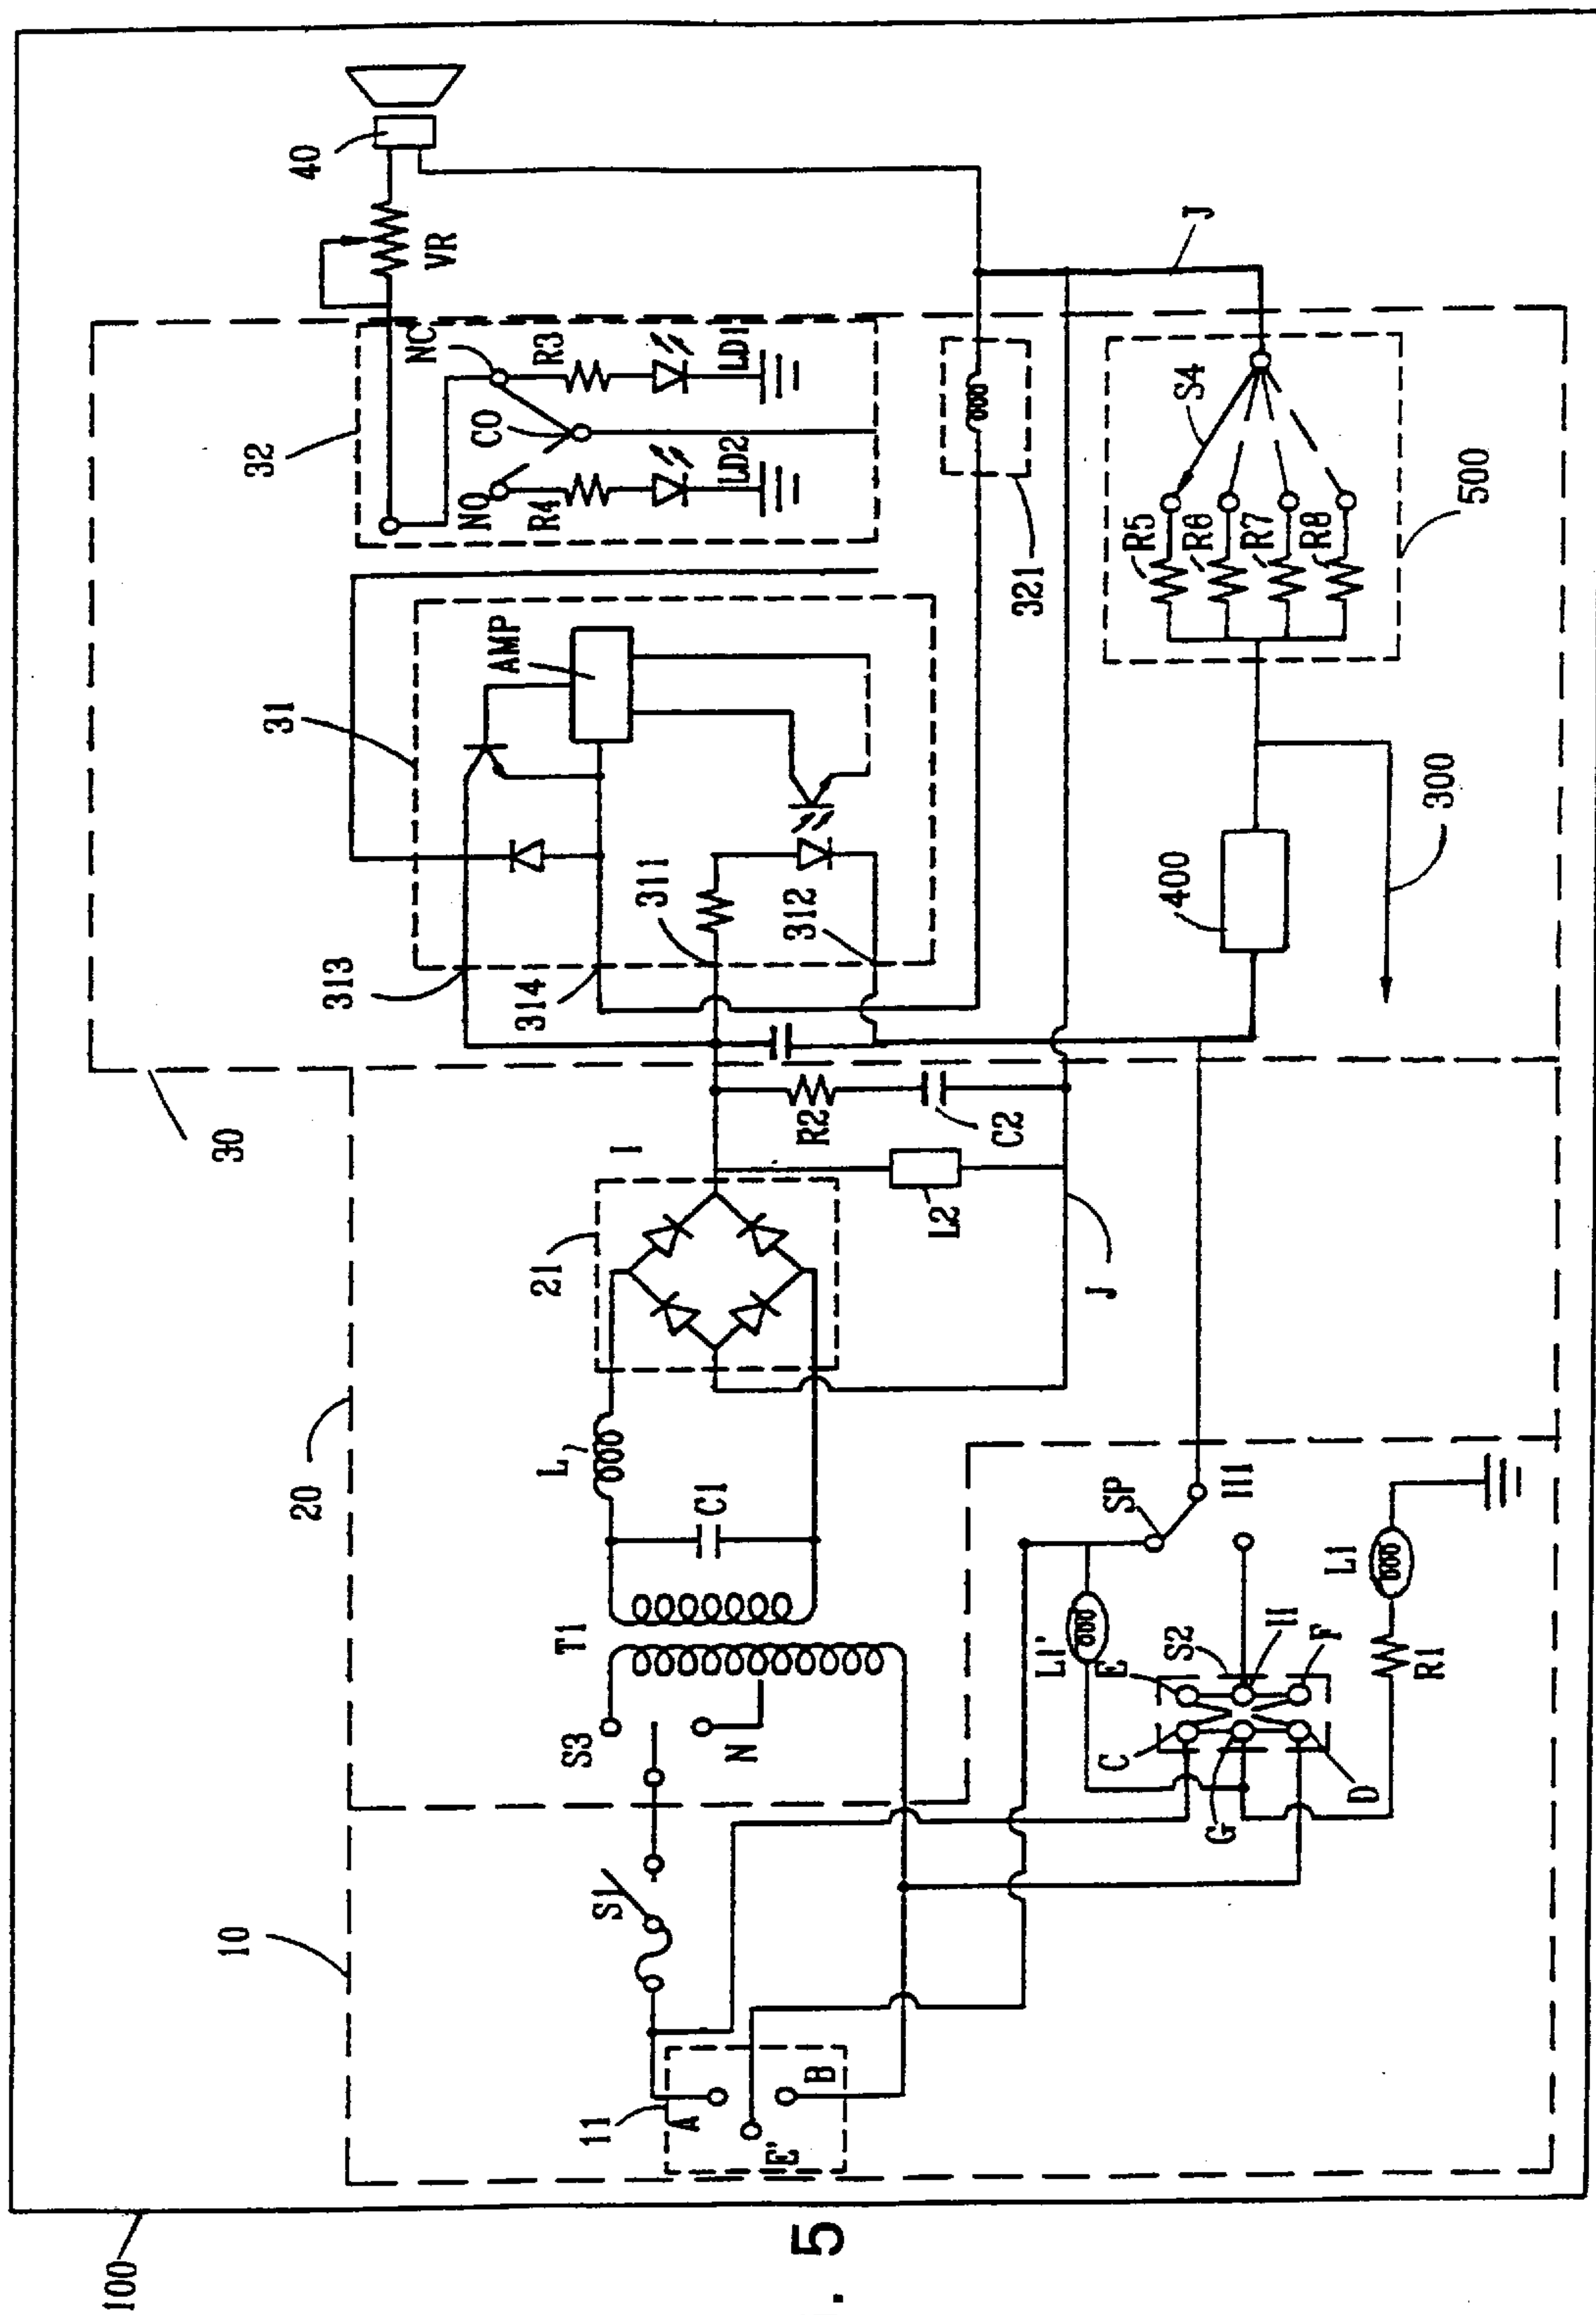 100
10
20
30
11
A
E'
B
S1
S3
N
T1
L
C1
21
I
L2
J
R2
C2
313
314
311
312
31
AMP
32
NO
CO
NC
R4
R3
LD2
LD1
VR
40
321
J
400
300
R5
R6
R7
R8
S4
500
SP
H1
L1'
E
S2
H
F
C
G
D
R1
L1
. 5